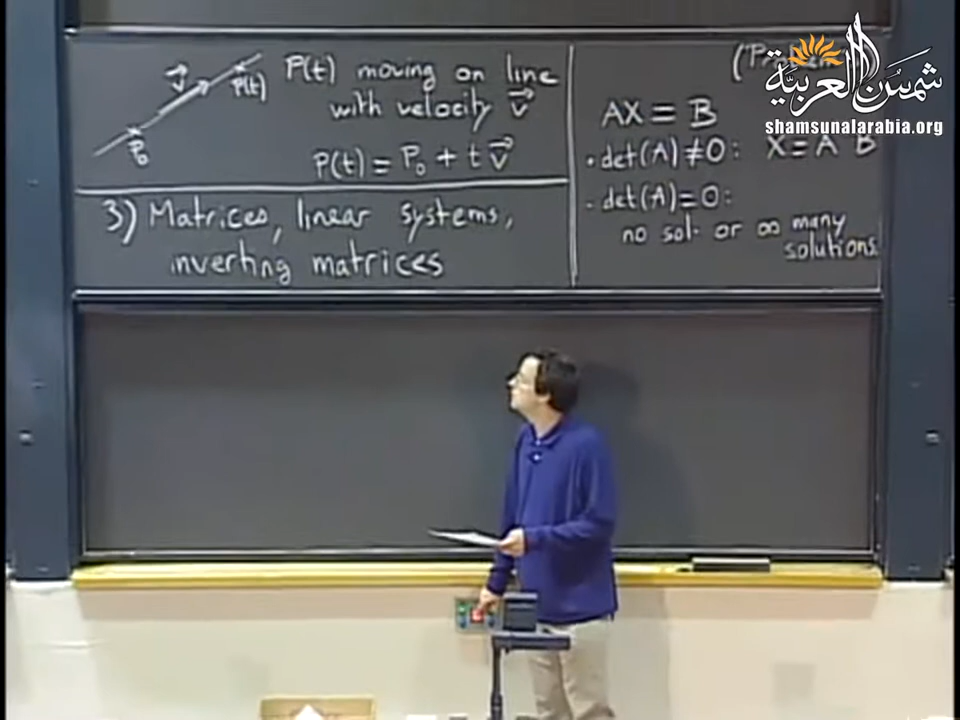 v P(t)
P₀
P(t) moving on line
with velocity v
P(t) = P₀ + t v
3) Matrices, linear systems,
inverting matrices
AX = B
• det(A) ≠ 0: X = A B
• det(A) = 0:
no sol. or ∞ many
solutions
شمس العربية
shamsunalarabia.org